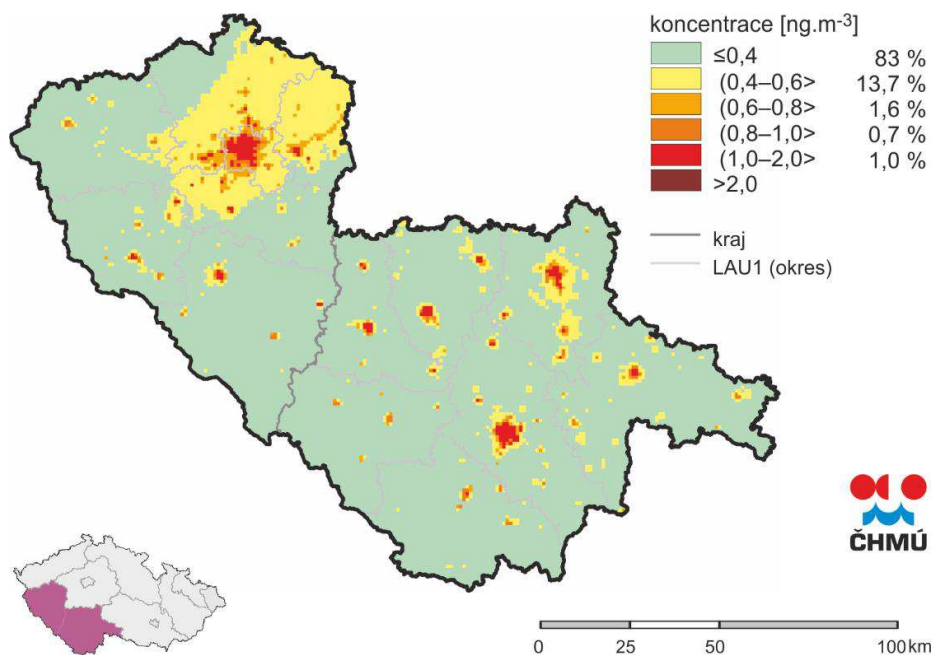 koncentrace [ng.m-3]
≤0,4 83 %
(0,4–0,6> 13,7 %
(0,6–0,8> 1,6 %
(0,8–1,0> 0,7 %
(1,0–2,0> 1,0 %
>2,0
kraj
LAU1 (okres)
ČHMÚ
0 25 50 100 km